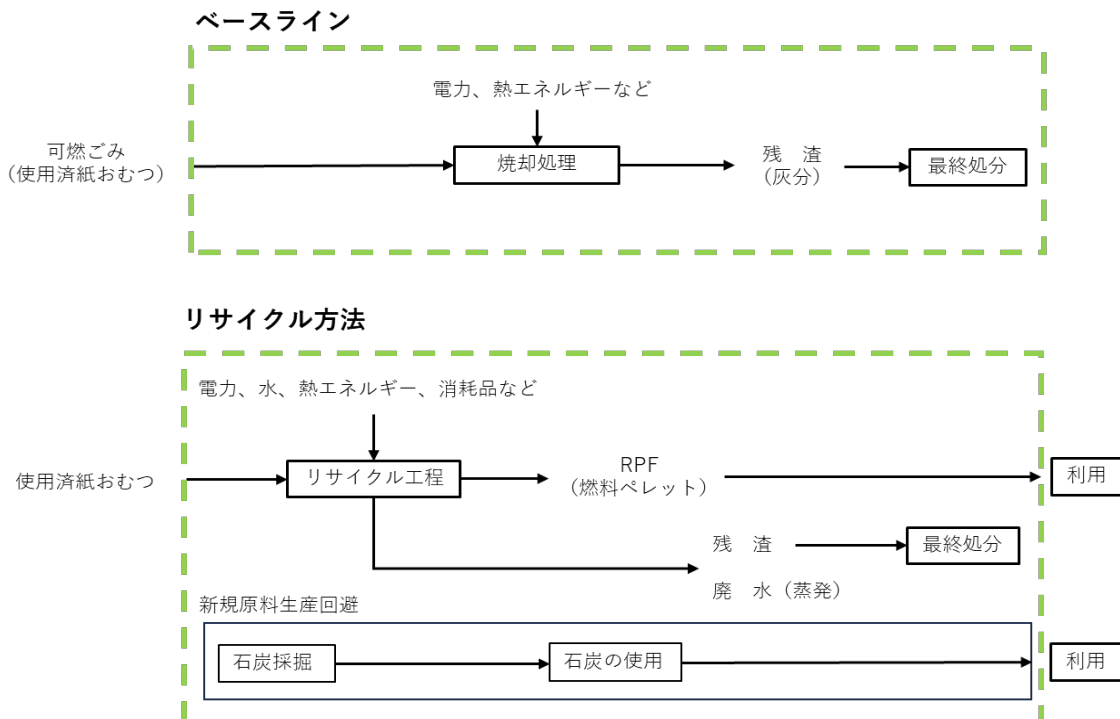 ベースライン
電力、熱エネルギーなど
可燃ごみ
(使用済紙おむつ)
焼却処理
残 渣
(灰分)
最終処分
リサイクル方法
電力、水、熱エネルギー、消耗品など
使用済紙おむつ
リサイクル工程
RPF
(燃料ペレット)
利用
残 渣
最終処分
廃 水(蒸発)
新規原料生産回避
石炭採掘
石炭の使用
利用